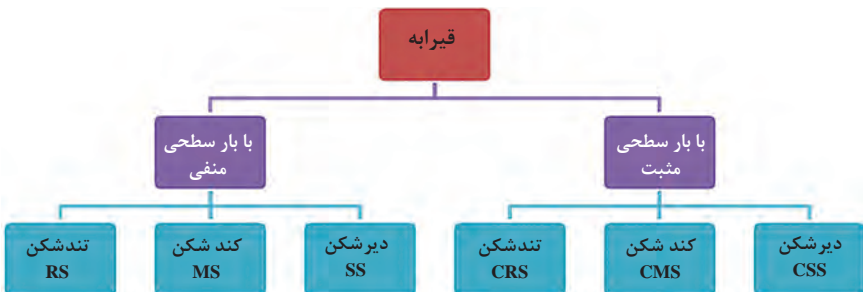 قیرابه
با بار سطحی
مثبت
با بار سطحی
منفی
دیرشکن
CSS
کند شکن
CMS
تندشکن
CRS
دیرشکن
SS
کند شکن
MS
تندشکن
RS